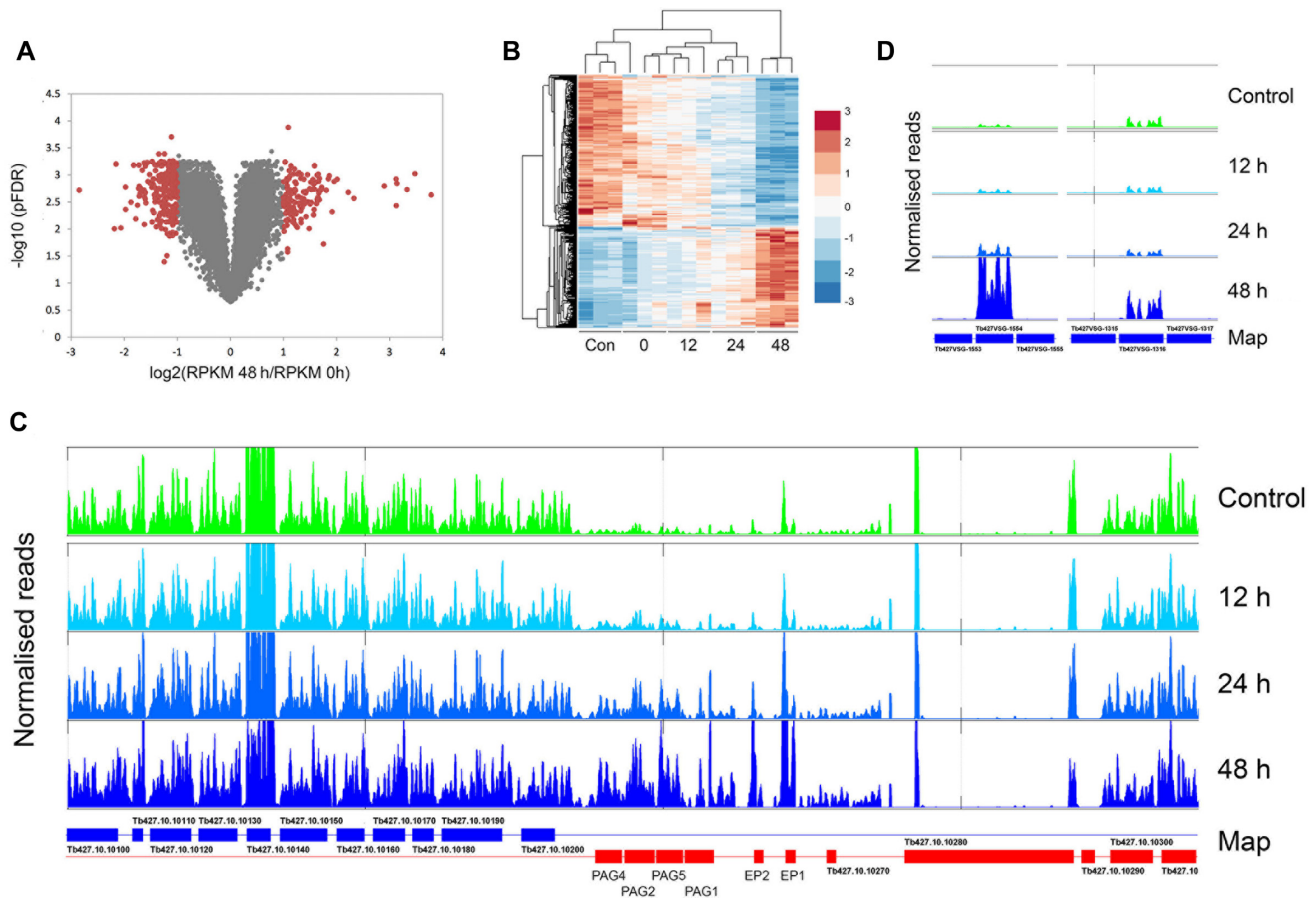 A
4.5
4
3.5
3
2.5
2
1.5
1
0.5
0
-log10 (pFDR)
-3
-2
-1
0
1
2
3
4
log2(RPKM 48 h/RPKM 0h)
B
3
2
1
0
-1
-2
-3
Con
0
12
24
48
D
Normalised reads
Control
12 h
24 h
48 h
Map
Tb427VSG-1554
Tb427VSG-1553
Tb427VSG-1555
Tb427VSG-1315
Tb427VSG-1317
Tb427VSG-1316
C
Normalised reads
Control
12 h
24 h
48 h
Map
Tb427.10.10110
Tb427.10.10130
Tb427.10.10150
Tb427.10.10170
Tb427.10.10190
Tb427.10.10100
Tb427.10.10120
Tb427.10.10140
Tb427.10.10160
Tb427.10.10180
Tb427.10.10200
Tb427.10.10280
Tb427.10.10300
PAG4
PAG2
PAG5
PAG1
EP2
EP1
Tb427.10.10270
Tb427.10.10290
Tb427.10